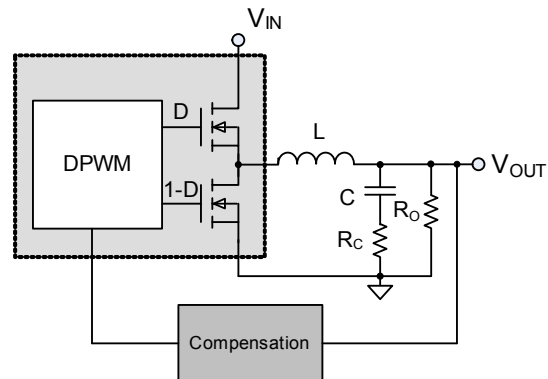 VIN
D
DPWM
L
VOUT
1-D
C
RO
RC
Compensation